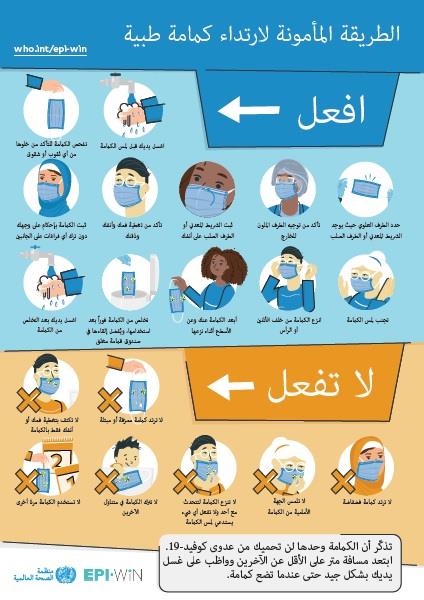 الطريقة المأمونة لارتداء كمامة طبية
who.int/epi-win
افعل
اغسل يديك قبل لمس الكمامة
تفحص الكمامة للتأكد من خلوها
من أي ثقوب أو شقوق
حدد الطرف العلوي حيث يوجد
الشريط المعدني أو الطرف الصلب
تأكد من توجيه الطرف الملون
للخارج
ثبت الشريط المعدني أو
الطرف الصلب على أنفك
تأكد من تغطية فمك وأنفك
وذقنك
ثبت الكمامة بإحكام على وجهك
دون ترك أي فراغات على الجانبين
تجنب لمس الكمامة
انزع الكمامة من خلف الأذنين
أو الرأس
أبعد الكمامة عنك وعن
الأسطح أثناء نزعها
تخلص من الكمامة فوراً بعد
استخدامها، ويُفضل إلقاءها في
صندوق قمامة مغلق
اغسل يديك بعد التخلص
من الكمامة
لا تفعل
لا ترتد كمامة ممزقة أو مبتلة
لا تكتف بتغطية فمك أو
أنفك فقط بالكمامة
لا ترتد كمامة فضفاضة
لا تلمس الجهة
الأمامية من الكمامة
لا تنزع الكمامة لتتحدث
مع أحد ولا تفعل أي شيء
يستدعي لمس الكمامة
لا تترك الكمامة في متناول
الآخرين
لا تستخدم الكمامة مرة أخرى
تذكّر أن الكمامة وحدها لن تحميك من عدوى كوفيد-19.
ابتعد مسافة متر على الأقل عن الآخرين وواظب على غسل
يديك بشكل جيد حتى عندما تضع كمامة.
EPI-WiN
منظمة
الصحة العالمية